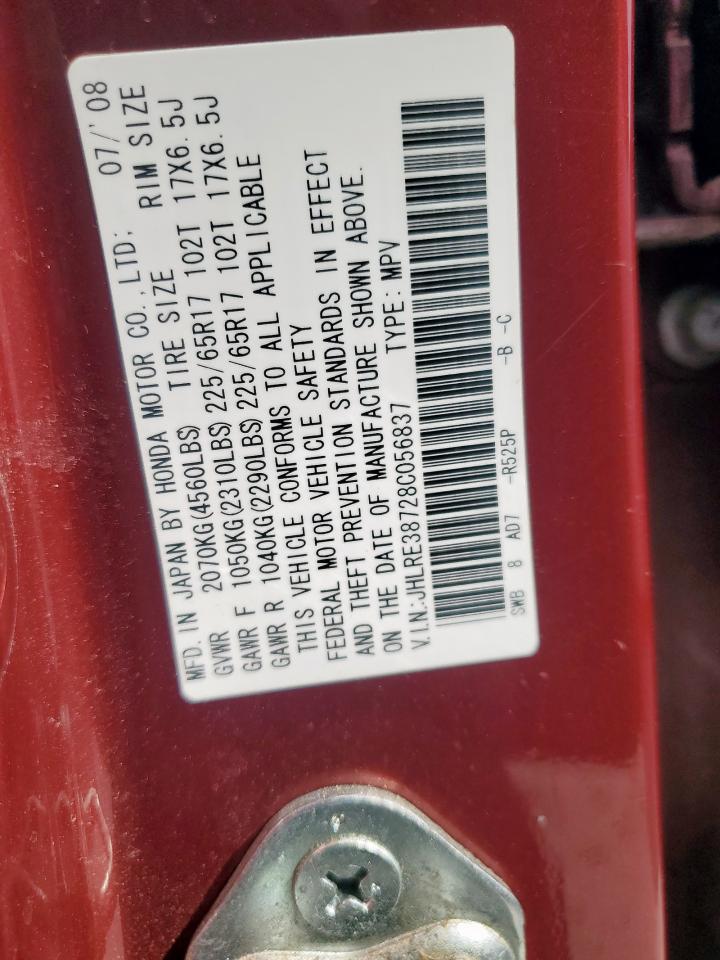 MFD. IN JAPAN BY HONDA MOTOR CO., LTD: 07/'08
GVWR 2070KG(4560LBS) TIRE SIZE RIM SIZE
GAWR F 1050KG(2310LBS) 225/65R17 102T 17X6.5J
GAWR R 1040KG(2290LBS) 225/65R17 102T 17X6.5J
THIS VEHICLE CONFORMS TO ALL APPLICABLE
FEDERAL MOTOR VEHICLE SAFETY
AND THEFT PREVENTION STANDARDS IN EFFECT
ON THE DATE OF MANUFACTURE SHOWN ABOVE.
V.I.N.:JHLRE38728C056837 TYPE: MPV
SWB 8 AD7 -R525P -B -C